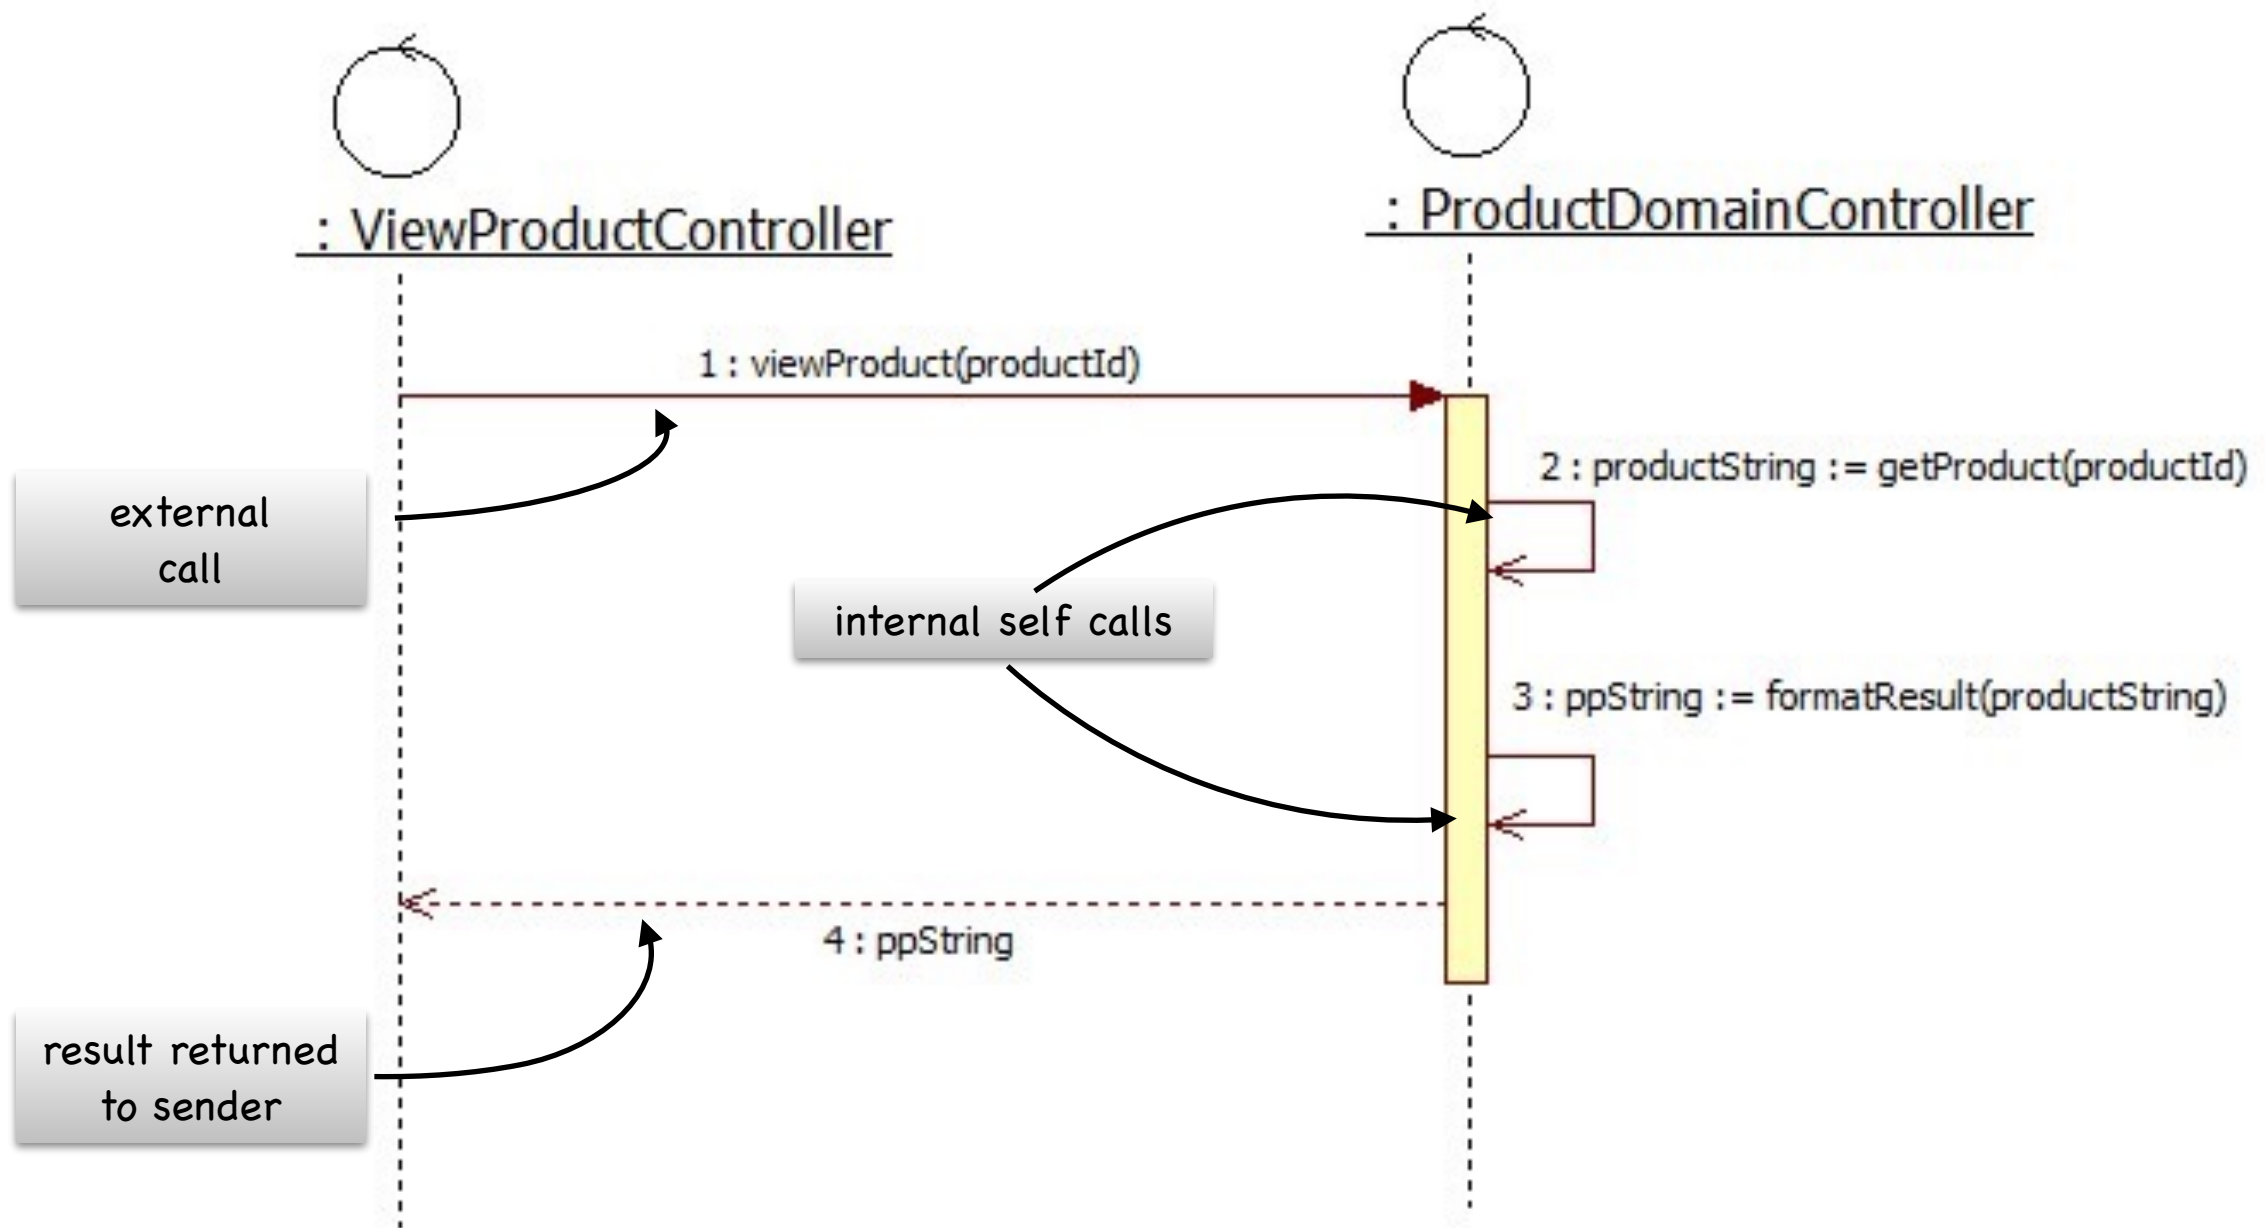 : ViewProductController
: ProductDomainController
1 : viewProduct(productId)
external
call
2 : productString := getProduct(productId)
internal self calls
3 : ppString := formatResult(productString)
4 : ppString
result returned
to sender